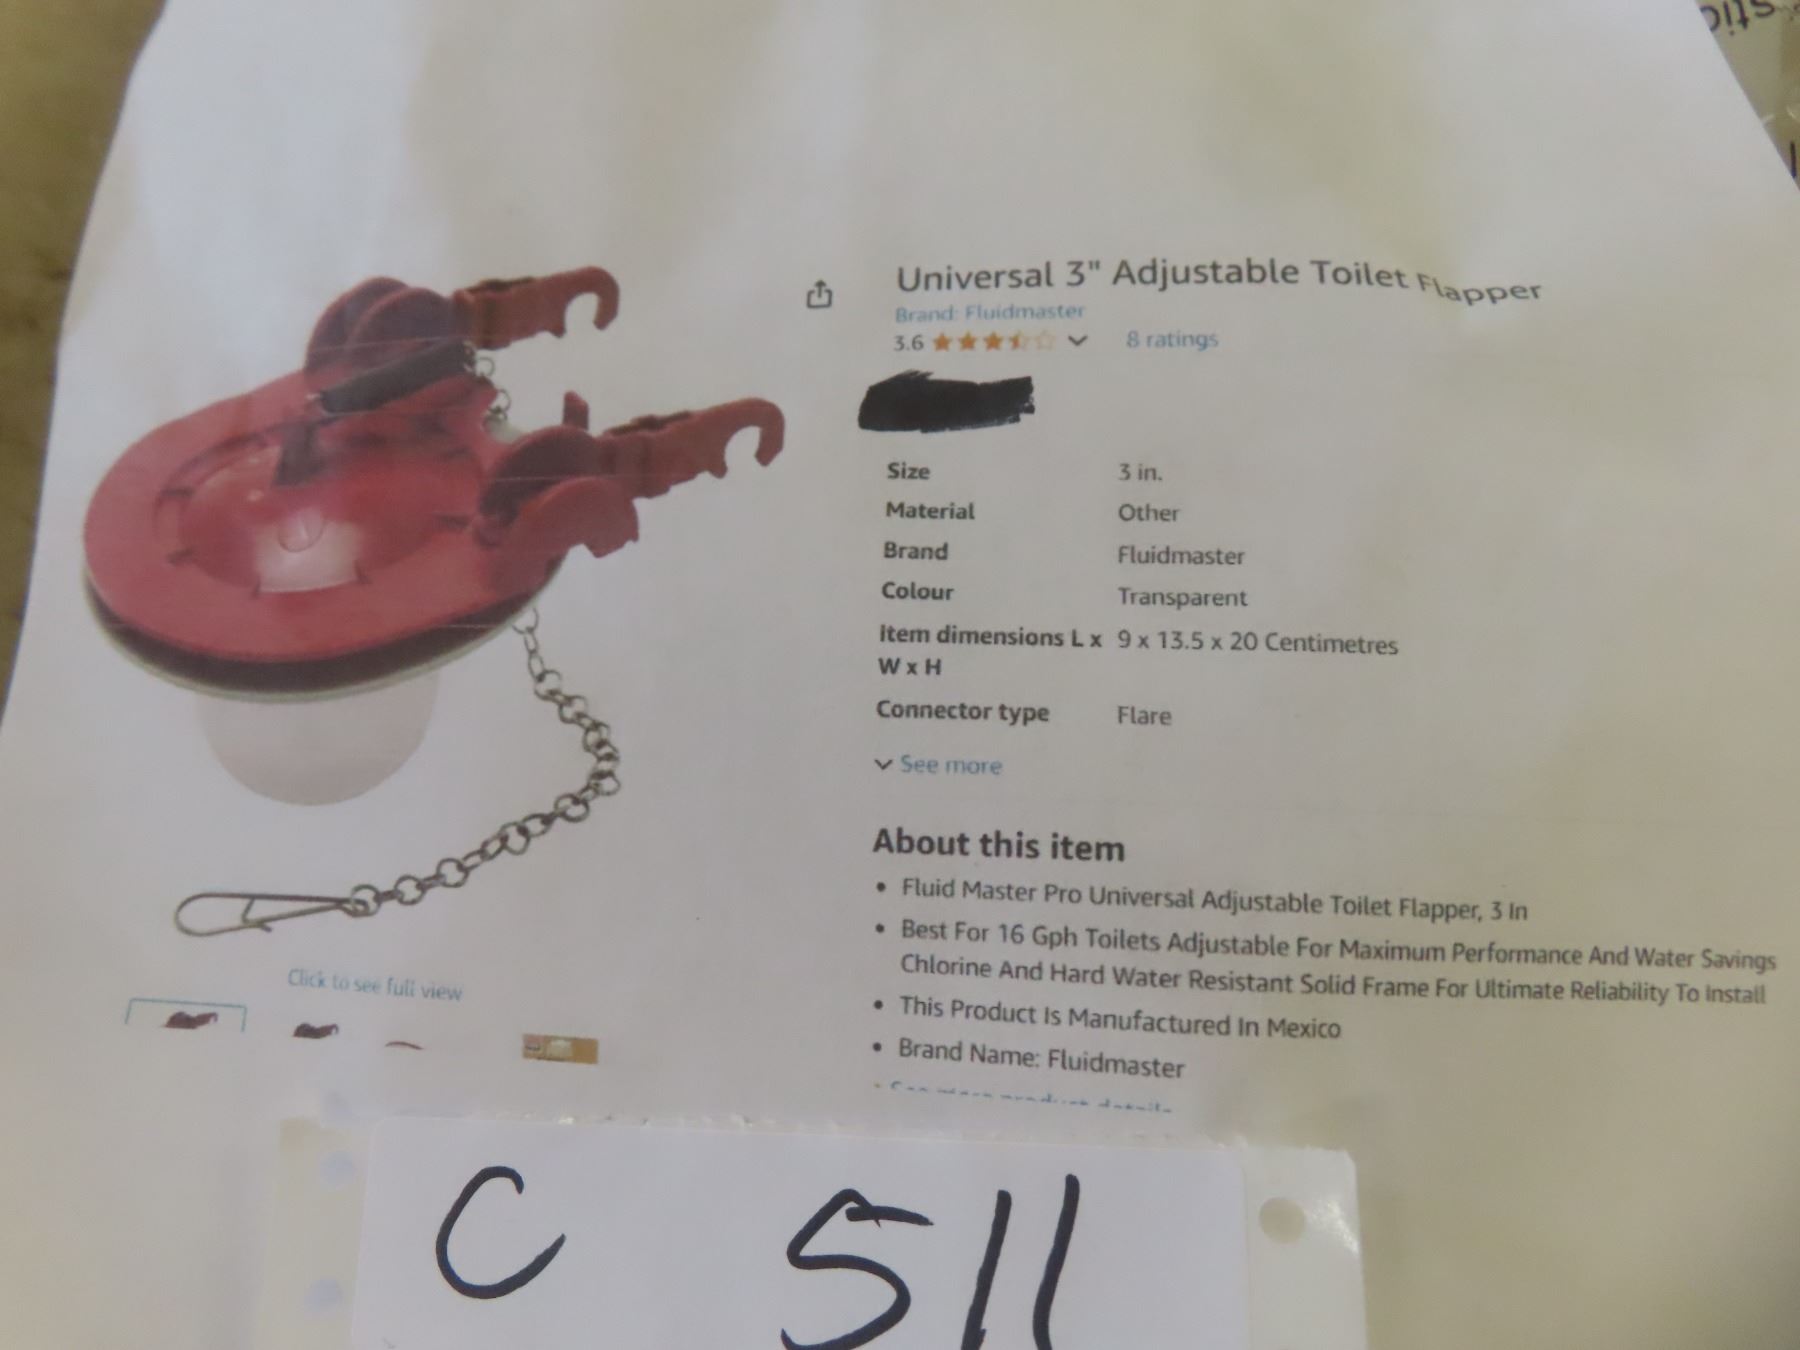 Universal 3" Adjustable Toilet Flapper
Brand: Fluidmaster
3.6
8 ratings
Size 3 in.
Material Other
Brand Fluidmaster
Colour Transparent
Item dimensions L x 9 x 13.5 x 20 Centimetres
W x H
Connector type Flare
See more
About this item
• Fluid Master Pro Universal Adjustable Toilet Flapper, 3 In
• Best For 16 Gph Toilets Adjustable For Maximum Performance And Water Savings
Chlorine And Hard Water Resistant Solid Frame For Ultimate Reliability To Install
• This Product Is Manufactured In Mexico
• Brand Name: Fluidmaster
Click to see full view
C 511